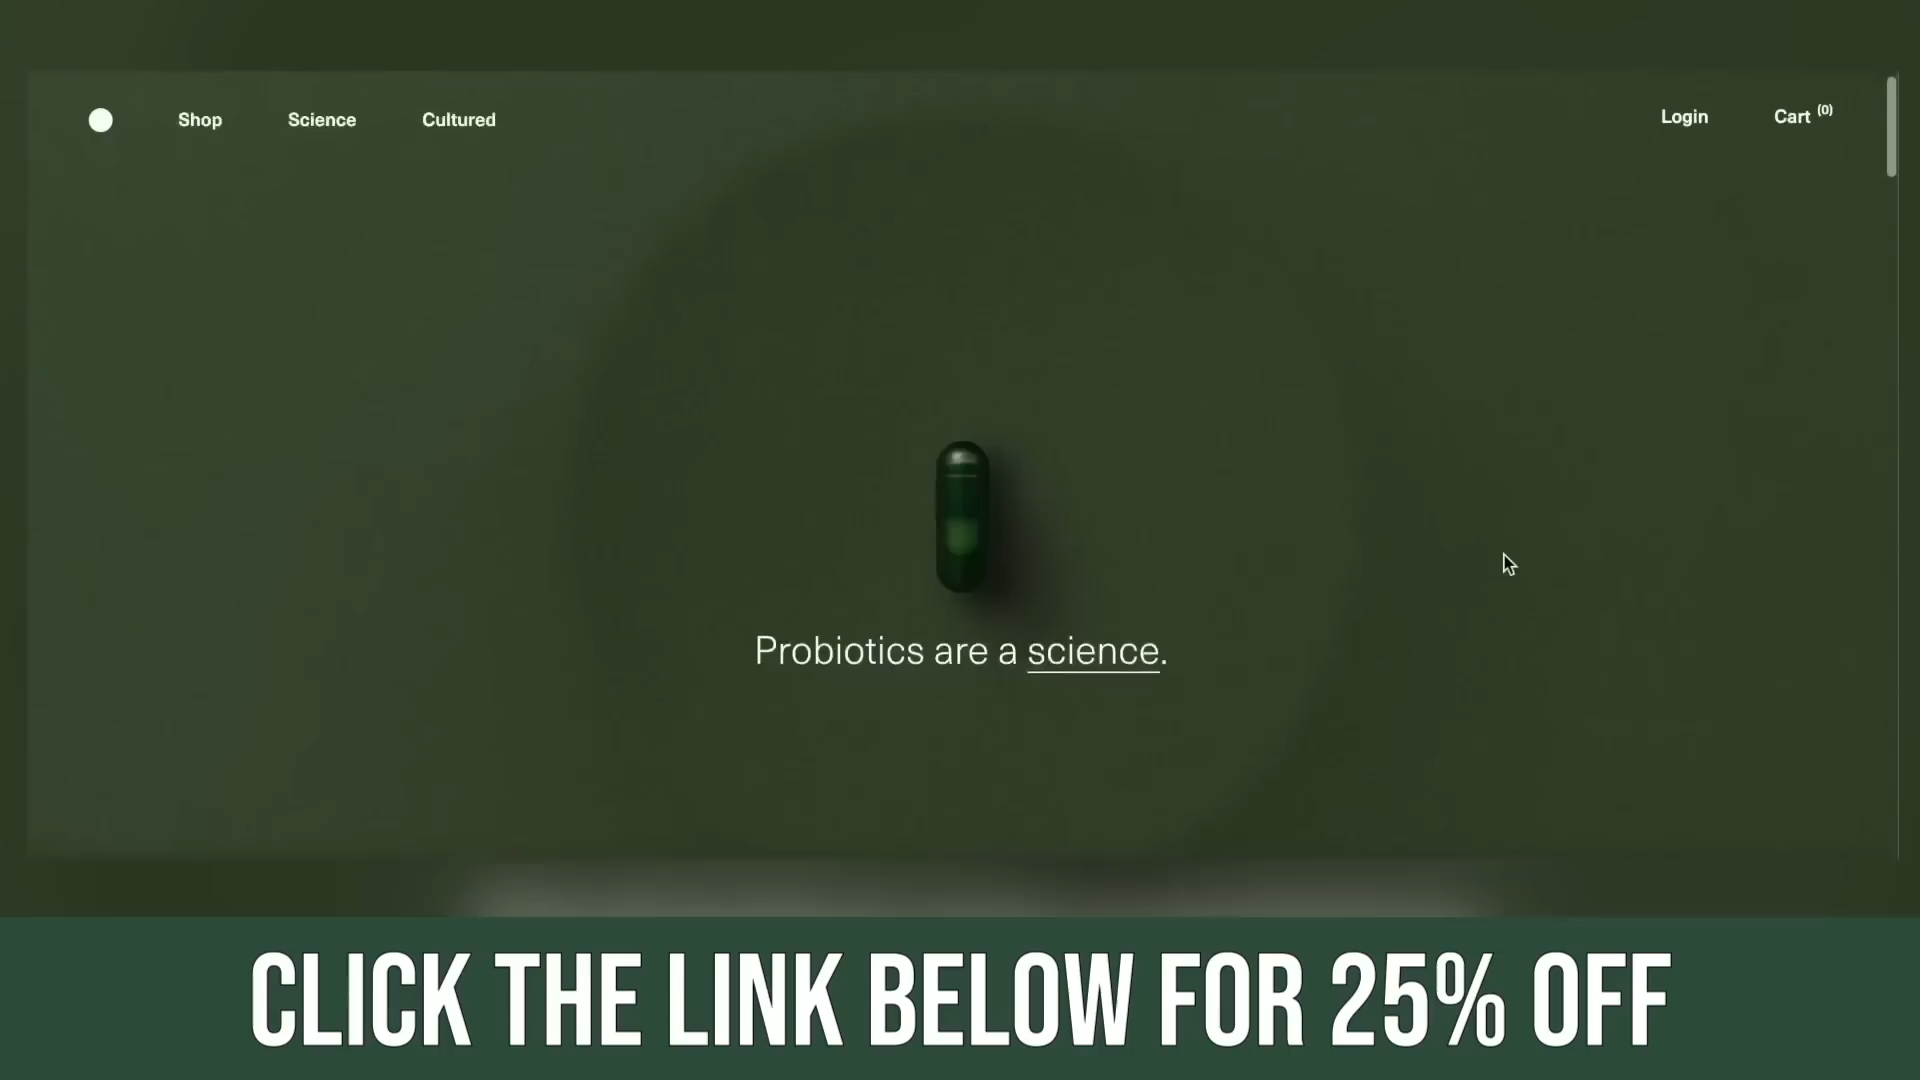 Shop Science Cultured Login Cart (0)
Probiotics are a science.
CLICK THE LINK BELOW FOR 25% OFF